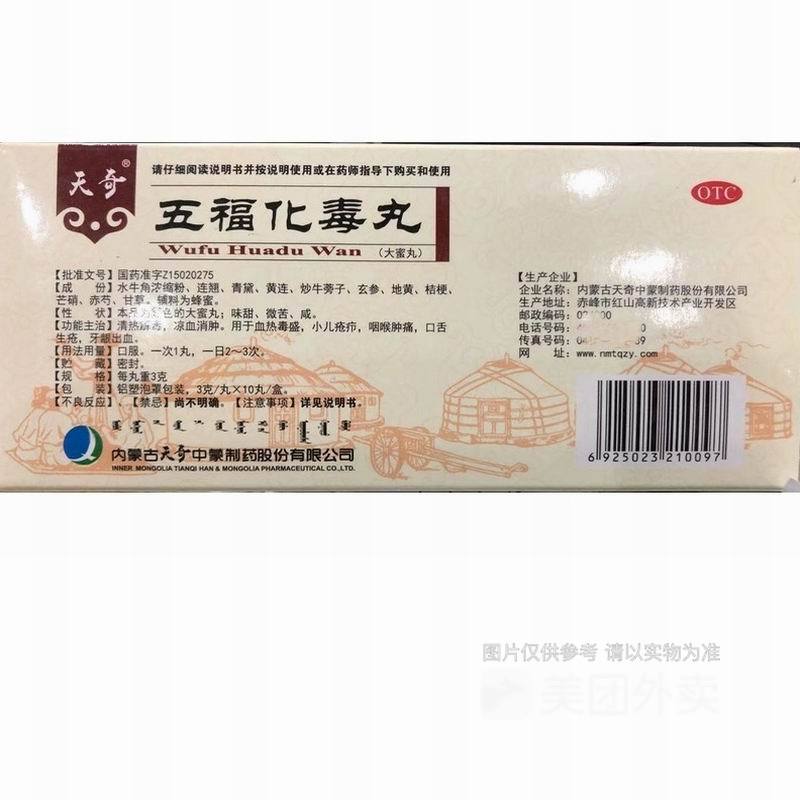 天奇®
请仔细阅读说明书并按说明使用或在药师指导下购买和使用
OTC
五福化毒丸
Wufu Huadu Wan
(大蜜丸)
【批准文号】国药准字Z15020275
【成 份】水牛角浓缩粉、连翘、青黛、黄连、炒牛蒡子、玄参、地黄、桔梗、
芒硝、赤芍、甘草。辅料为蜂蜜。
【性 状】本品为 色的大蜜丸；味甜、微苦、咸。
【功能主治】清热解毒，凉血消肿。用于血热毒盛，小儿疮疖，咽喉肿痛，口舌
生疮，牙龈出血。
【用法用量】口服。一次1丸，一日2～3次。
【贮 藏】密封。
【规 格】每丸重3克
【包 装】铝塑泡罩包装，3克/丸×10丸/盒。
【不良反应】、【禁忌】尚不明确。【注意事项】详见说明书。
内蒙古天奇中蒙制药股份有限公司
INNER MONGOLIA TIANQI HAN & MONGOLIA PHARMACEUTICAL CO.,LTD.
【生产企业】
企业名称：内蒙古天奇中蒙制药股份有限公司
生产地址：赤峰市红山高新技术产业开发区
邮政编码：
电话号码：
传真号码：
网 址：www.nmtqzy.com
6 925023 210097
图片仅供参考 请以实物为准
美团外卖